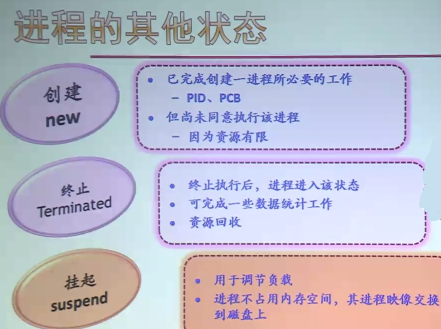 进程的其他状态
创建
new
• 已完成创建一进程所必要的工作
– PID、PCB
• 但尚未同意执行该进程
– 因为资源有限
终止
Terminated
• 终止执行后，进程进入该状态
• 可完成一些数据统计工作
• 资源回收
挂起
suspend
• 用于调节负载
• 进程不占用内存空间，其进程映像交换
到磁盘上